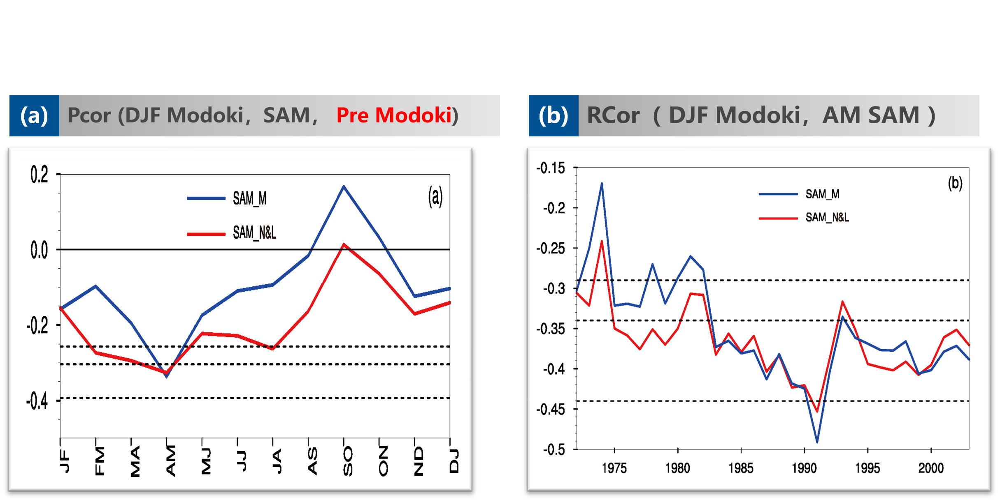 (a) Pcor (DJF Modoki, SAM, Pre Modoki)
(b) RCor ( DJF Modoki, AM SAM )
(a)
SAM_M
SAM_N&L
0.2
0.0
-0.2
-0.4
JF FM MA AM MJ JJ JA AS SO ON ND DJ
(b)
SAM_M
SAM_N&L
-0.15
-0.2
-0.25
-0.3
-0.35
-0.4
-0.45
-0.5
1975 1980 1985 1990 1995 2000